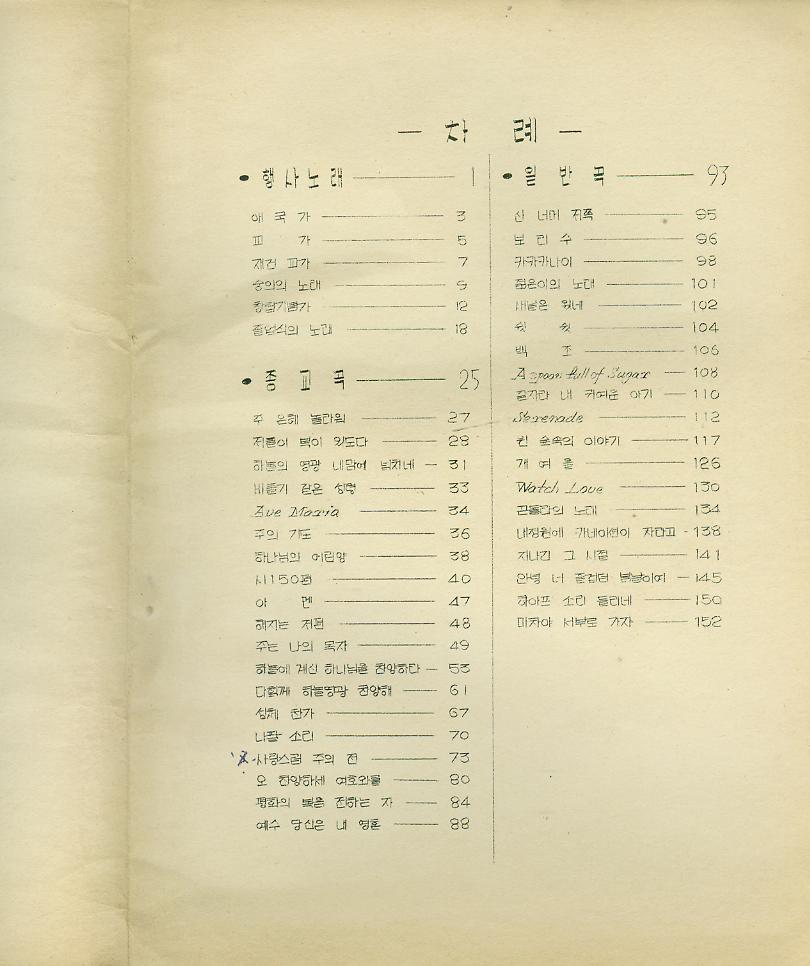 — 차 례 —
• 행사노래 — 1
애 국 가 — 3
교 가 — 5
재건 교가 — 7
숭의의 노래 — 9
창립기념가 — 12
졸업식의 노래 — 18
• 종 교 곡 — 25
주 은혜 놀라워 — 27
저들이 복이 있도다 — 28
하늘의 영광 내맘에 넘치네 — 31
비둘기 같은 성령 — 33
Ave Maria — 34
주의 기도 — 36
하나님의 어린양 — 38
시150편 — 40
아 멘 — 47
해지는 저편 — 48
주는 나의 목자 — 49
하늘에 계신 하나님을 찬양하라 — 53
다함께 하늘영광 찬양해 — 61
성체 찬가 — 67
나팔 소리 — 70
사랑스런 주의 전 — 73
오 찬양하세 여호와를 — 80
평화의 복음 전하는 자 — 84
예수 당신은 내 영혼 — 88
• 일 반 곡 — 93
산 너머 저쪽 — 95
보 리 수 — 96
카카카나이 — 98
젊은이의 노래 — 101
새날은 왔네 — 102
쉿 쉿 — 104
백 조 — 106
A spoon full of Sugar — 108
잘자라 내 귀여운 아기 — 110
Serenade — 112
윈 숲속의 이야기 — 117
개 여 울 — 126
Watch Love — 130
곤돌라의 노래 — 134
내정원에 카네이션이 자라고 - 138
지나간 그 시절 — 141
안녕 너 즐겁던 봄날이여 — 145
하아프 소리 들리네 — 150
마차야 서부로 가자 — 152